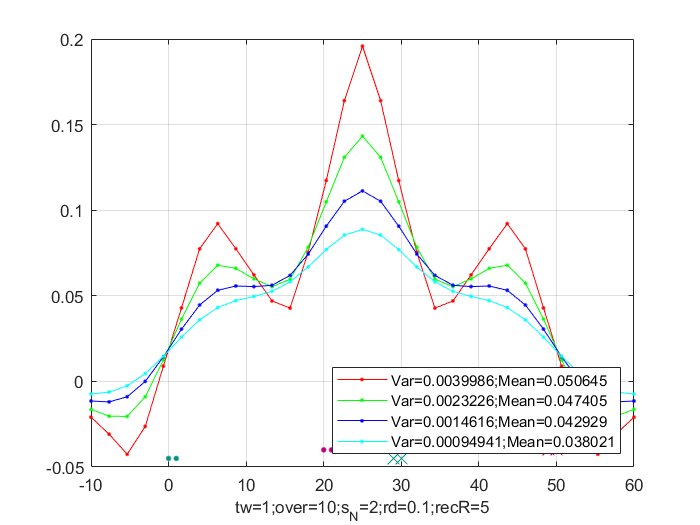 0.2
0.15
0.1
0.05
0
-0.05
Var=0.0039986;Mean=0.050645
Var=0.0023226;Mean=0.047405
Var=0.0014616;Mean=0.042929
Var=0.00094941;Mean=0.038021
-10 0 10 20 30 40 50 60
tw=1;over=10;s_N=2;rd=0.1;recR=5